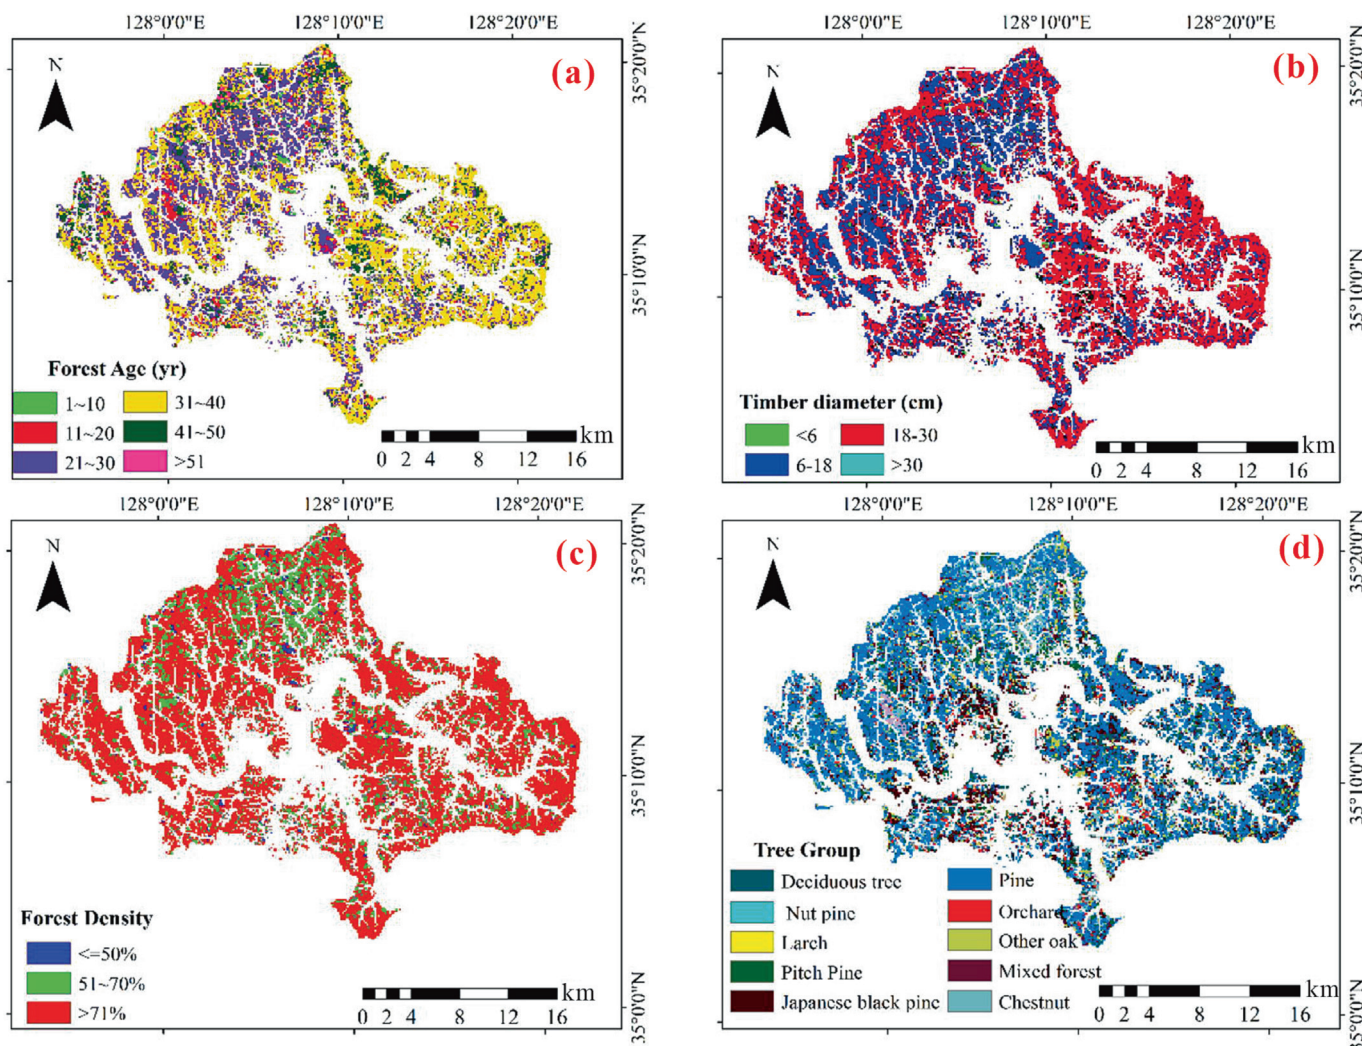 128°0'0"E 128°10'0"E 128°20'0"E
N
(a)
35°20'0"N
35°10'0"N
Forest Age (yr)
1~10 31~40
11~20 41~50
21~30 >51
km
0 2 4 8 12 16
128°0'0"E 128°10'0"E 128°20'0"E
N
(b)
35°20'0"N
35°10'0"N
Timber diameter (cm)
<6 18-30
6-18 >30
km
0 2 4 8 12 16
128°0'0"E 128°10'0"E 128°20'0"E
N
(c)
35°20'0"N
35°10'0"N
35°0'0"N
Forest Density
<=50%
51~70%
>71%
km
0 2 4 8 12 16
128°0'0"E 128°10'0"E 128°20'0"E
N
(d)
35°20'0"N
35°10'0"N
35°0'0"N
Tree Group
Deciduous tree Pine
Nut pine Orchard
Larch Other oak
Pitch Pine Mixed forest
Japanese black pine Chestnut
km
0 2 4 8 12 16